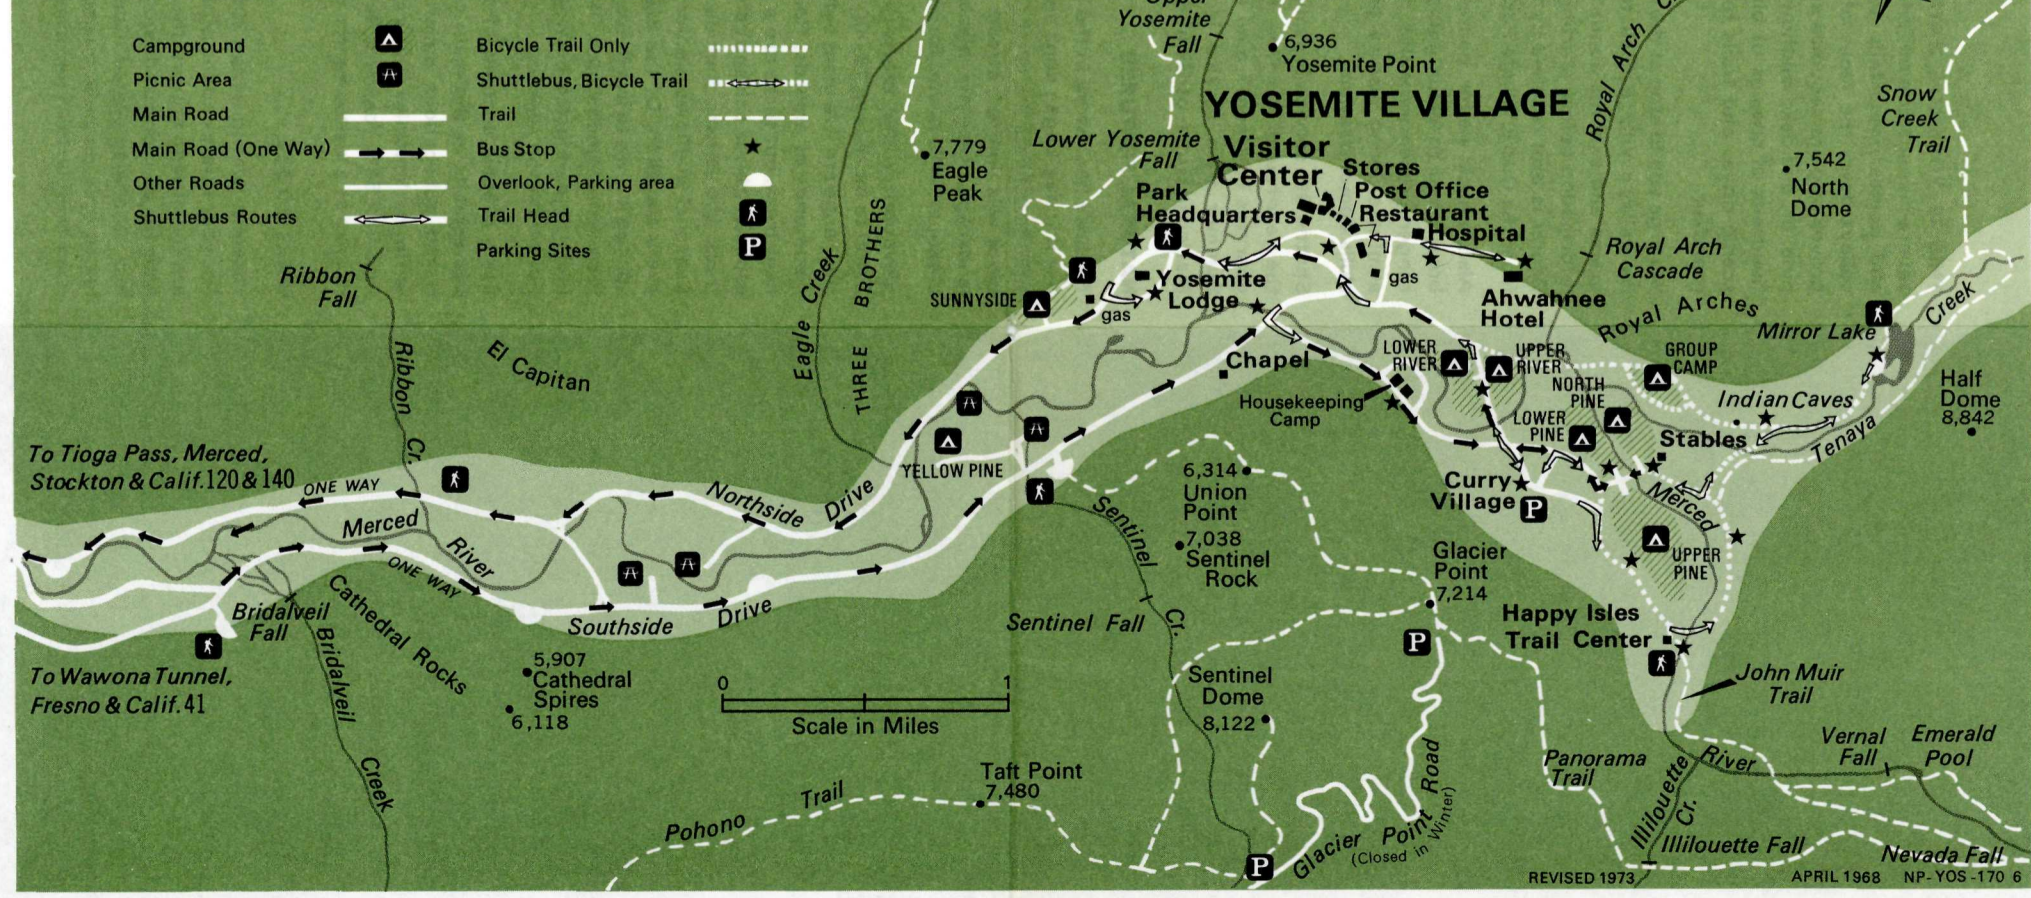 Campground
Picnic Area
Main Road
Main Road (One Way)
Other Roads
Shuttlebus Routes
Bicycle Trail Only
Shuttlebus, Bicycle Trail
Trail
Bus Stop
Overlook, Parking area
Trail Head
Parking Sites
P
Upper
Yosemite
Fall
6,936
Yosemite Point
Royal Arch
YOSEMITE VILLAGE
Lower Yosemite
Fall
Visitor
Center
Stores
Post Office
Restaurant
Hospital
Park
Headquarters
7,779
Eagle
Peak
Snow
Creek
Trail
7,542
North
Dome
Royal Arch
Cascade
Royal Arches
Ribbon
Fall
Ribbon Cr.
El Capitan
Eagle Creek
THREE BROTHERS
SUNNYSIDE
gas
Yosemite
Lodge
gas
Ahwahnee
Hotel
Mirror Lake
Tenaya Creek
Half
Dome
8,842
Chapel
Housekeeping
Camp
LOWER
RIVER
UPPER
RIVER
GROUP
CAMP
NORTH
PINE
LOWER
PINE
Indian Caves
Stables
Curry
Village
P
Merced
UPPER
PINE
YELLOW PINE
To Tioga Pass, Merced,
Stockton & Calif. 120 & 140
ONE WAY
Merced River
ONE WAY
Northside Drive
Southside Drive
6,314
Union
Point
7,038
Sentinel
Rock
Glacier
Point
7,214
P
Sentinel Cr.
Sentinel Fall
Happy Isles
Trail Center
John Muir
Trail
Bridalveil
Fall
Bridalveil Creek
Cathedral Rocks
To Wawona Tunnel,
Fresno & Calif. 41
5,907
Cathedral
Spires
6,118
0 1
Scale in Miles
Sentinel
Dome
8,122
Taft Point
7,480
Pohono Trail
P
Glacier Point Road
(Closed in Winter)
Panorama
Trail
River
Vernal
Fall
Emerald
Pool
Illilouette Cr.
Illilouette Fall
Nevada Fall
REVISED 1973
APRIL 1968 NP-YOS-170 6